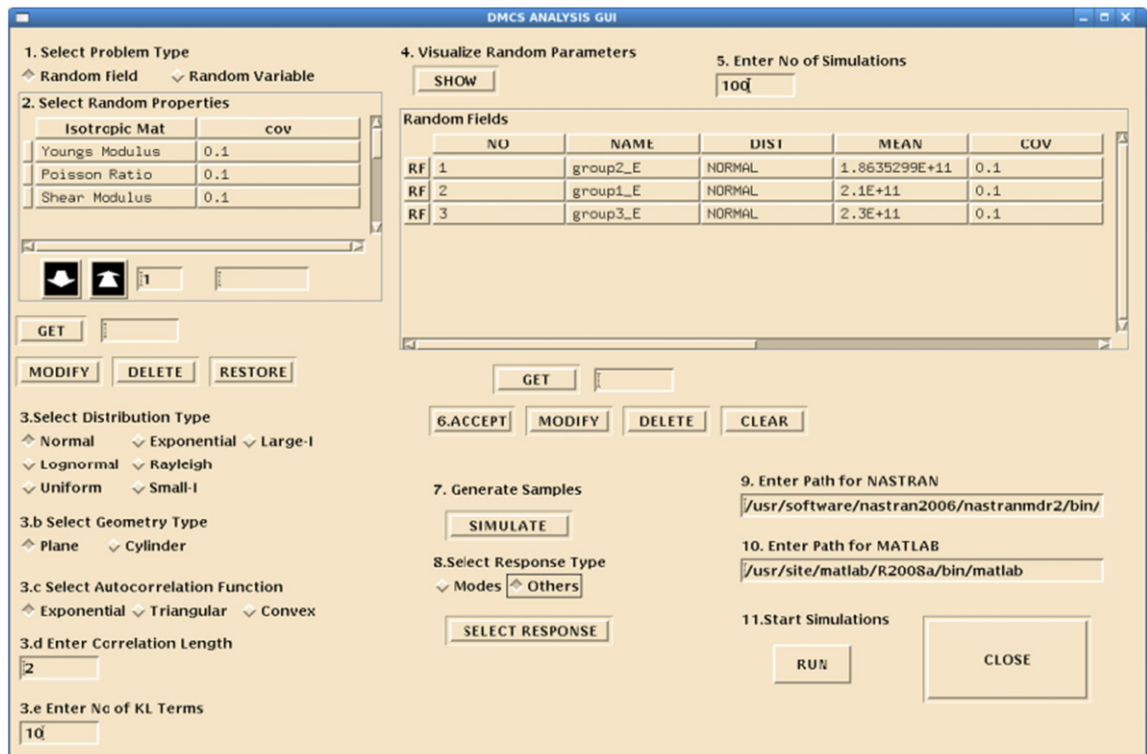 DMCS ANALYSIS GUI
1. Select Problem Type
Random Field Random Variable
2. Select Random Properties
Isotropic Mat cov
Youngs Modulus 0.1
Poisson Ratio 0.1
Shear Modulus 0.1
1
GET
MODIFY DELETE RESTORE
3.Select Distribution Type
Normal Exponential Large-I
Lognormal Rayleigh
Uniform Small-I
3.b Select Geometry Type
Plane Cylinder
3.c Select Autocorrelation Function
Exponential Triangular Convex
3.d Enter Correlation Length
2
3.e Enter No of KL Terms
10
4. Visualize Random Parameters
SHOW
5. Enter No of Simulations
100
Random Fields
NO NAME DIST MEAN COV
RF 1 group2_E NORMAL 1.8635299E+11 0.1
RF 2 group1_E NORMAL 2.1E+11 0.1
RF 3 group3_E NORMAL 2.3E+11 0.1
GET
6.ACCEPT MODIFY DELETE CLEAR
7. Generate Samples
SIMULATE
8.Select Response Type
Modes Others
SELECT RESPONSE
9. Enter Path for NASTRAN
/usr/software/nastran2006/nastranmdr2/bin/
10. Enter Path for MATLAB
/usr/site/matlab/R2008a/bin/matlab
11.Start Simulations
RUN
CLOSE